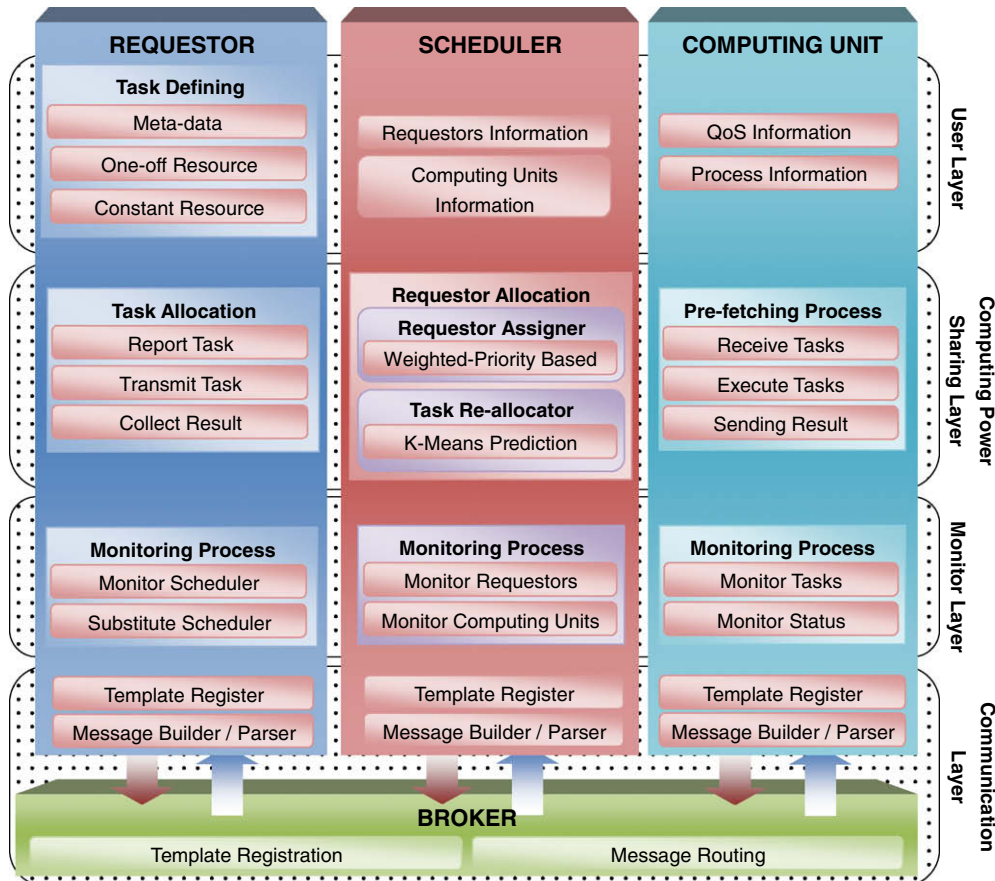 REQUESTOR
Task Defining
Meta-data
One-off Resource
Constant Resource
Task Allocation
Report Task
Transmit Task
Collect Result
Monitoring Process
Monitor Scheduler
Substitute Scheduler
Template Register
Message Builder / Parser
SCHEDULER
Requestors Information
Computing Units
Information
Requestor Allocation
Requestor Assigner
Weighted-Priority Based
Task Re-allocator
K-Means Prediction
Monitoring Process
Monitor Requestors
Monitor Computing Units
Template Register
Message Builder / Parser
COMPUTING UNIT
QoS Information
Process Information
Pre-fetching Process
Receive Tasks
Execute Tasks
Sending Result
Monitoring Process
Monitor Tasks
Monitor Status
Template Register
Message Builder / Parser
User Layer
Computing Power
Sharing Layer
Monitor Layer
Communication
Layer
BROKER
Template Registration
Message Routing